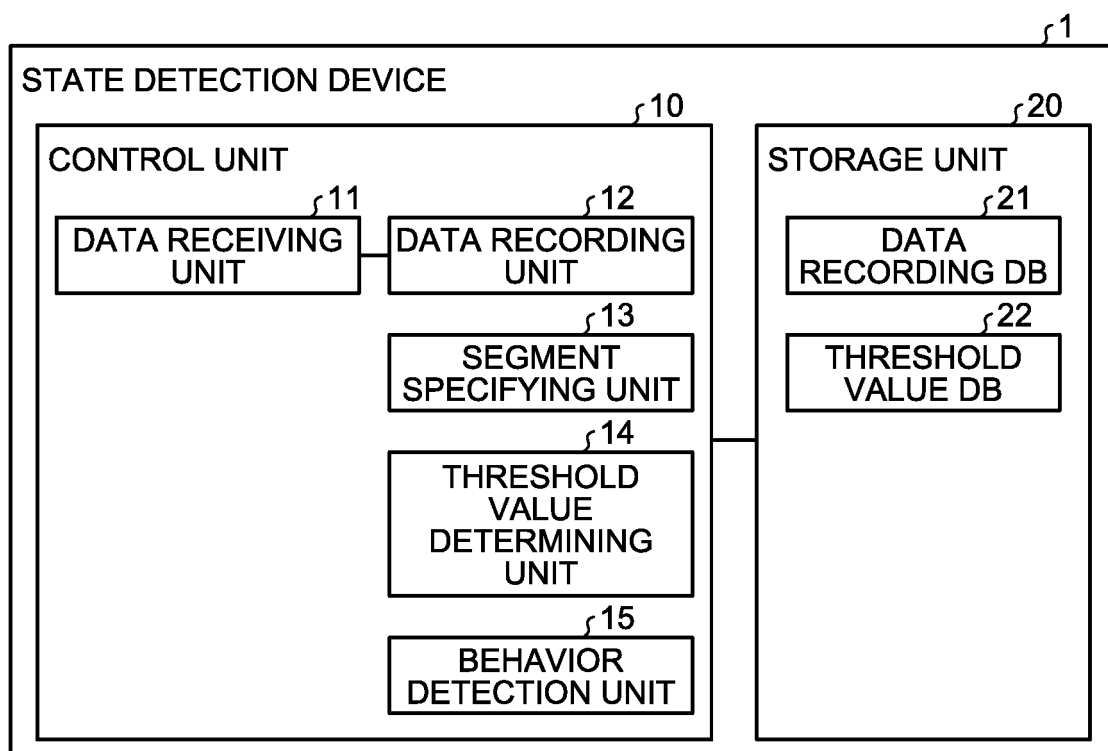 1
STATE DETECTION DEVICE
10
CONTROL UNIT
11
DATA RECEIVING
UNIT
12
DATA RECORDING
UNIT
13
SEGMENT
SPECIFYING UNIT
14
THRESHOLD
VALUE
DETERMINING
UNIT
15
BEHAVIOR
DETECTION UNIT
20
STORAGE UNIT
21
DATA
RECORDING DB
22
THRESHOLD
VALUE DB